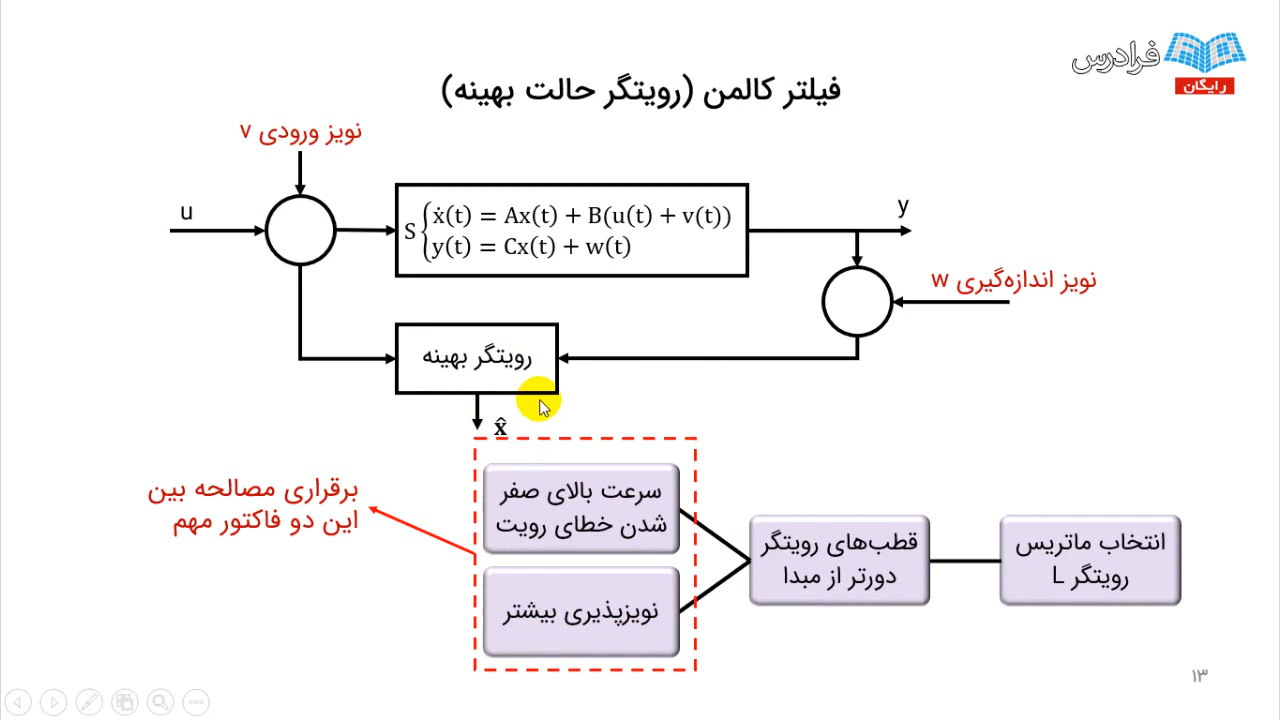 فرادرس
رایگان
فیلتر کالمن (رویتگر حالت بهینه)
نویز ورودی v
u
S { ẋ(t) = Ax(t) + B(u(t) + v(t))
y(t) = Cx(t) + w(t)
y
نویز اندازه‌گیری w
رویتگر بهینه
x̂
انتخاب ماتریس
رویتگر L
قطب‌های رویتگر
دورتر از مبدا
سرعت بالای صفر
شدن خطای رویت
نویزپذیری بیشتر
برقراری مصالحه بین
این دو فاکتور مهم
۱۳